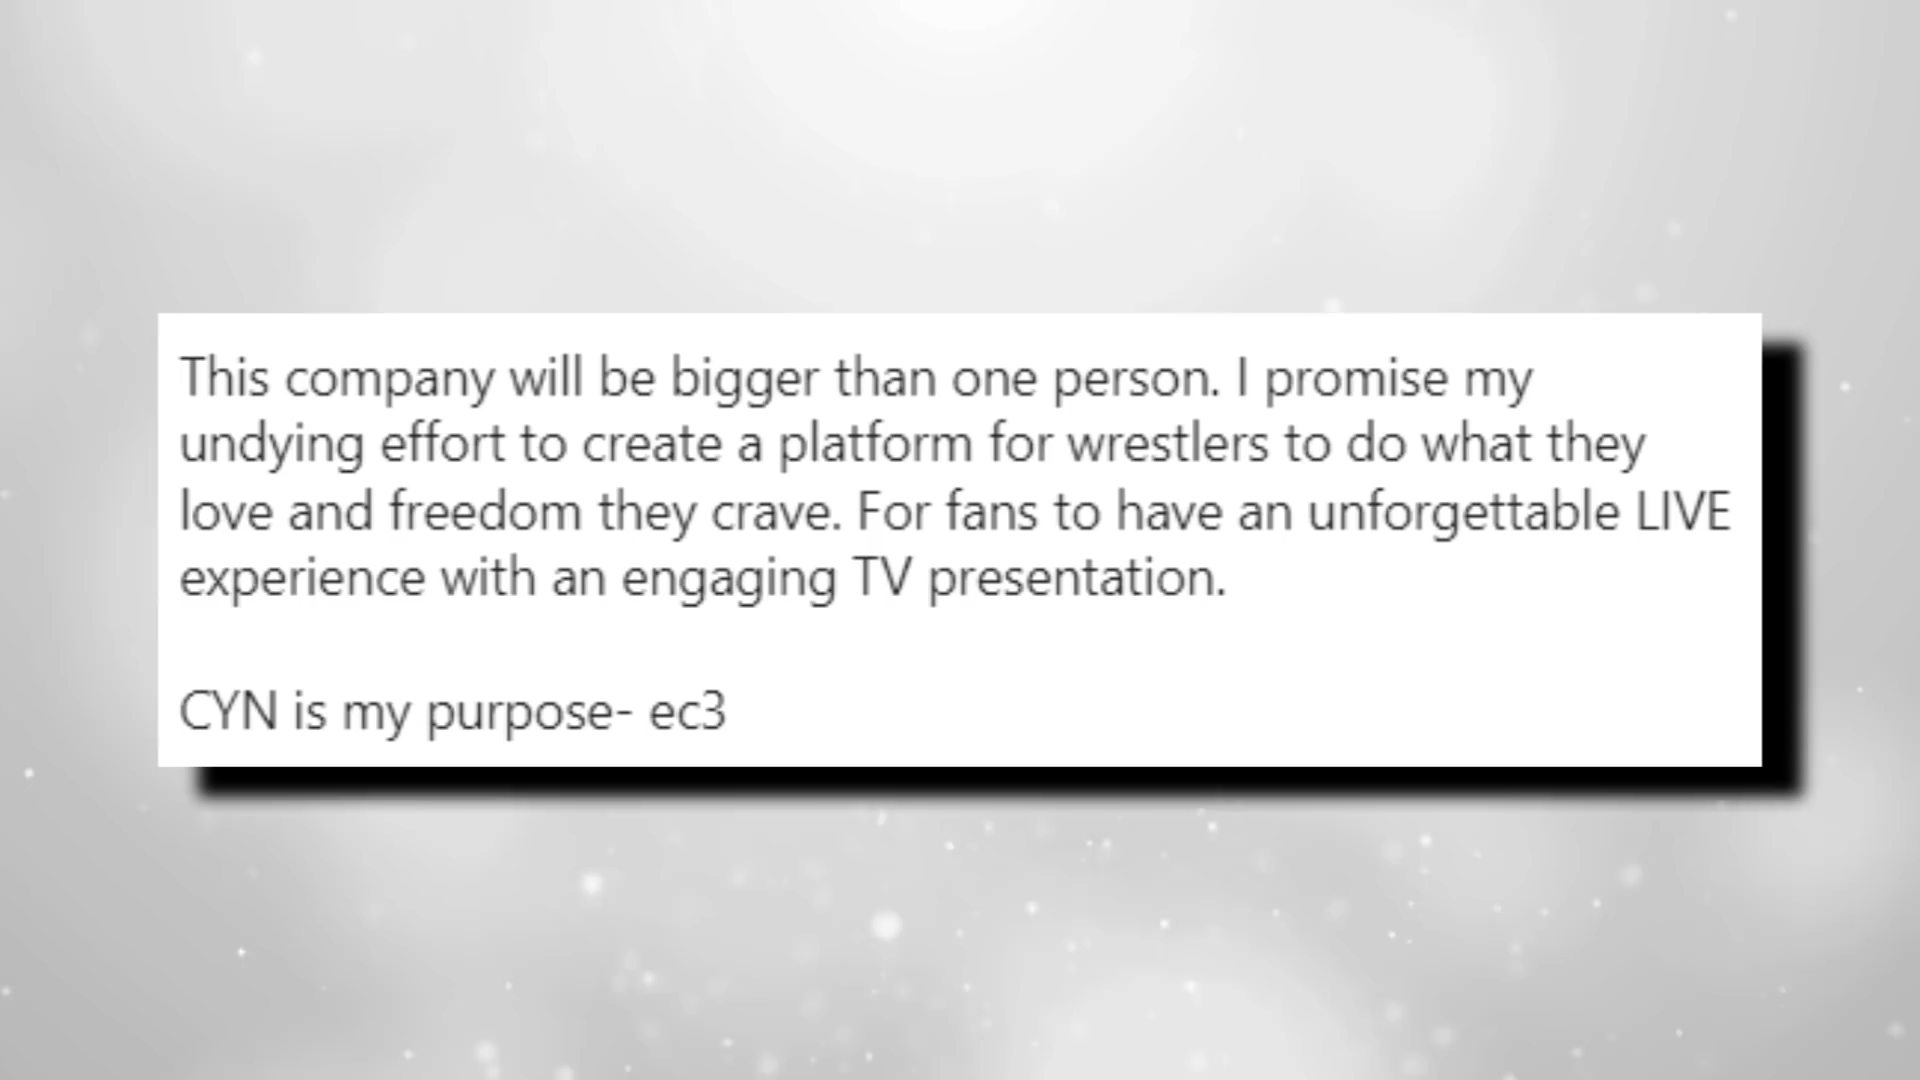 This company will be bigger than one person. I promise my
undying effort to create a platform for wrestlers to do what they
love and freedom they crave. For fans to have an unforgettable LIVE
experience with an engaging TV presentation.
CYN is my purpose- ec3